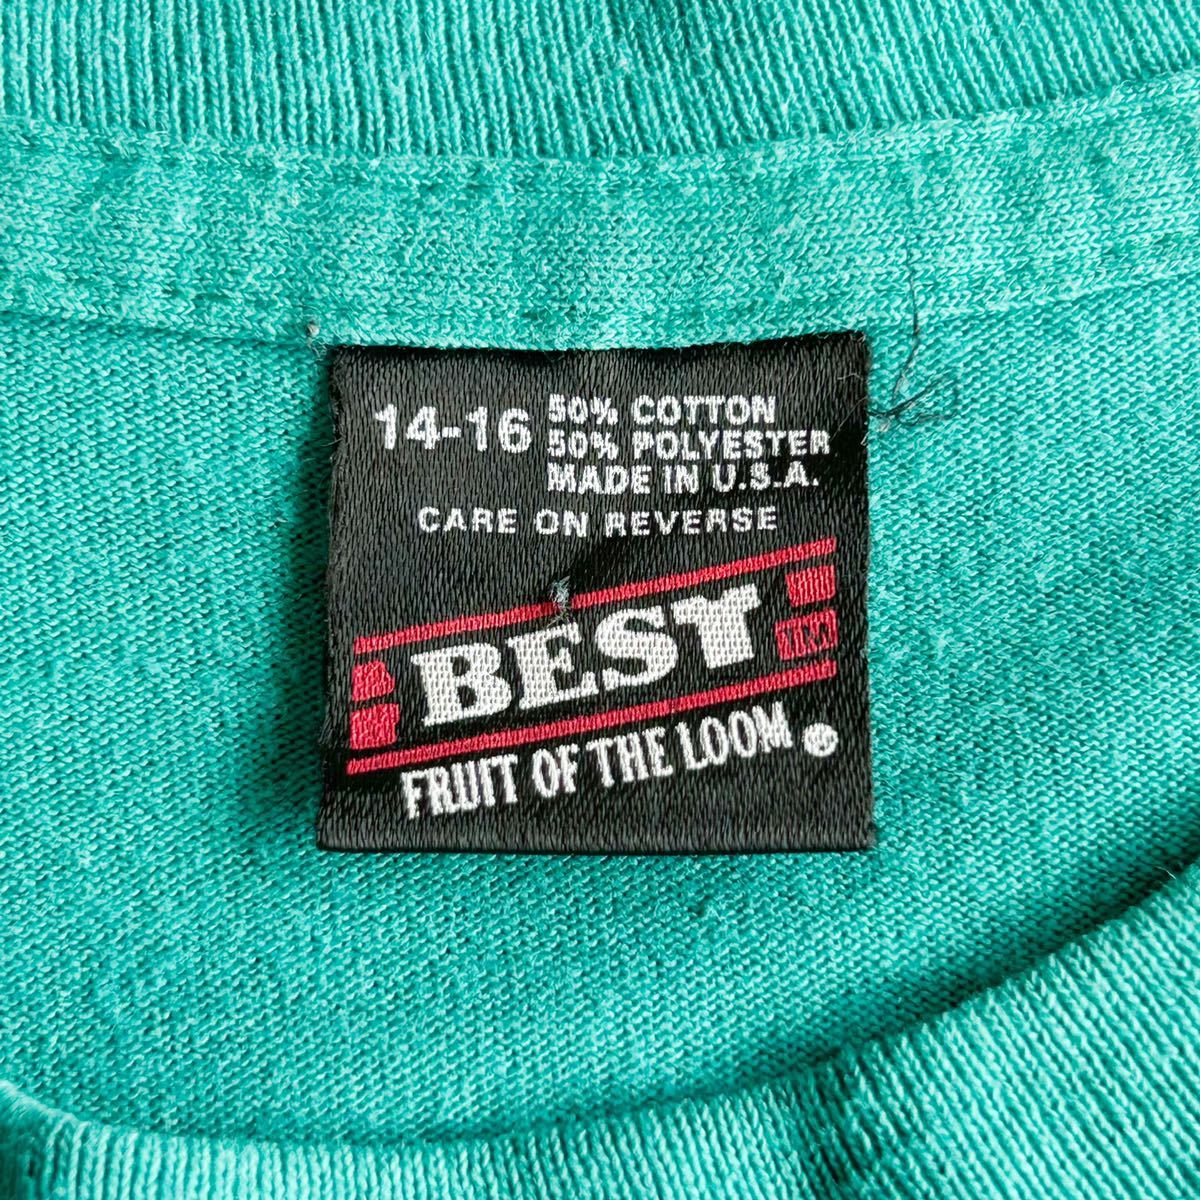 14-16
50% COTTON
50% POLYESTER
MADE IN U.S.A.
CARE ON REVERSE
BEST
TM
FRUIT OF THE LOOM